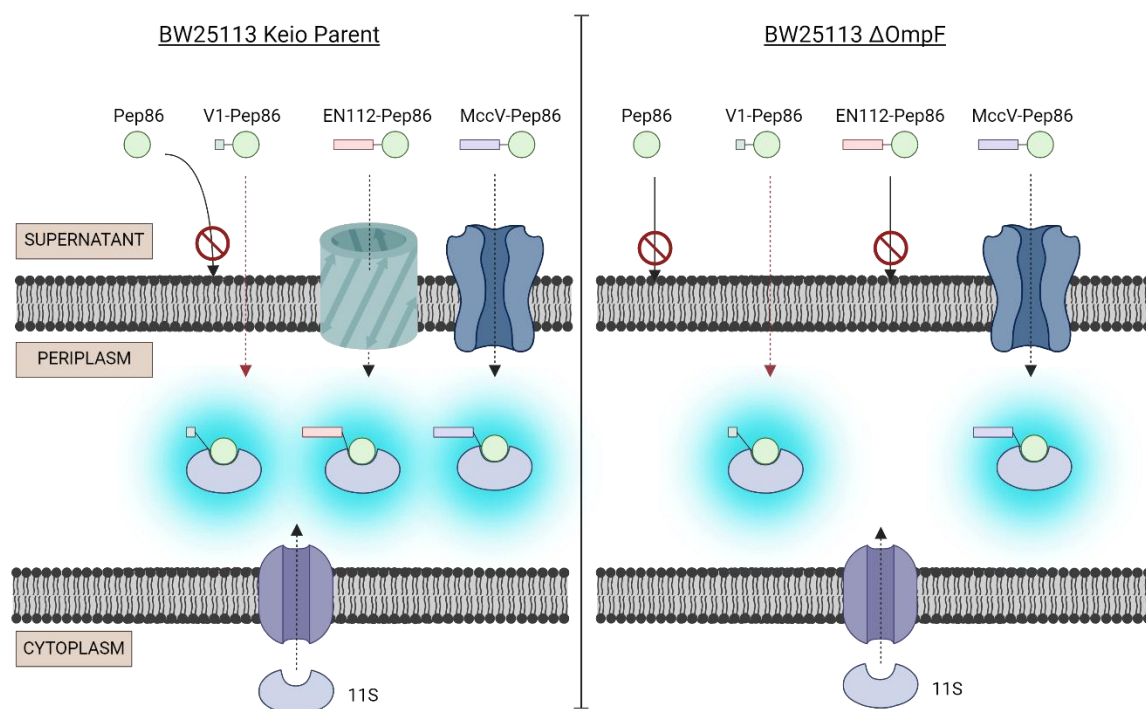 BW25113 Keio Parent
Pep86
V1-Pep86
EN112-Pep86
MccV-Pep86
SUPERNATANT
PERIPLASM
CYTOPLASM
11S
BW25113 ΔOmpF
Pep86
V1-Pep86
EN112-Pep86
MccV-Pep86
11S